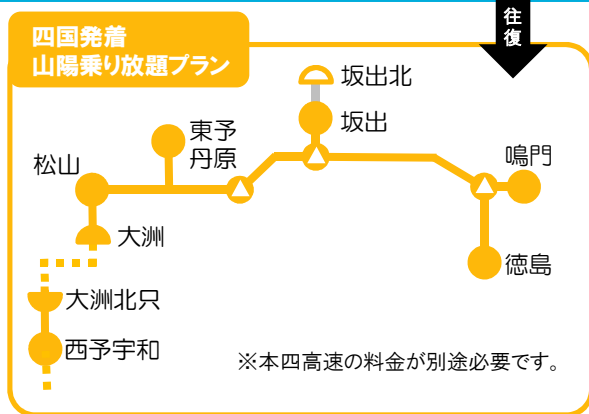 往復
四国発着
山陽乗り放題プラン
坂出北
坂出
東予
丹原
松山
鳴門
大洲
徳島
大洲北只
西予宇和
※本四高速の料金が別途必要です。